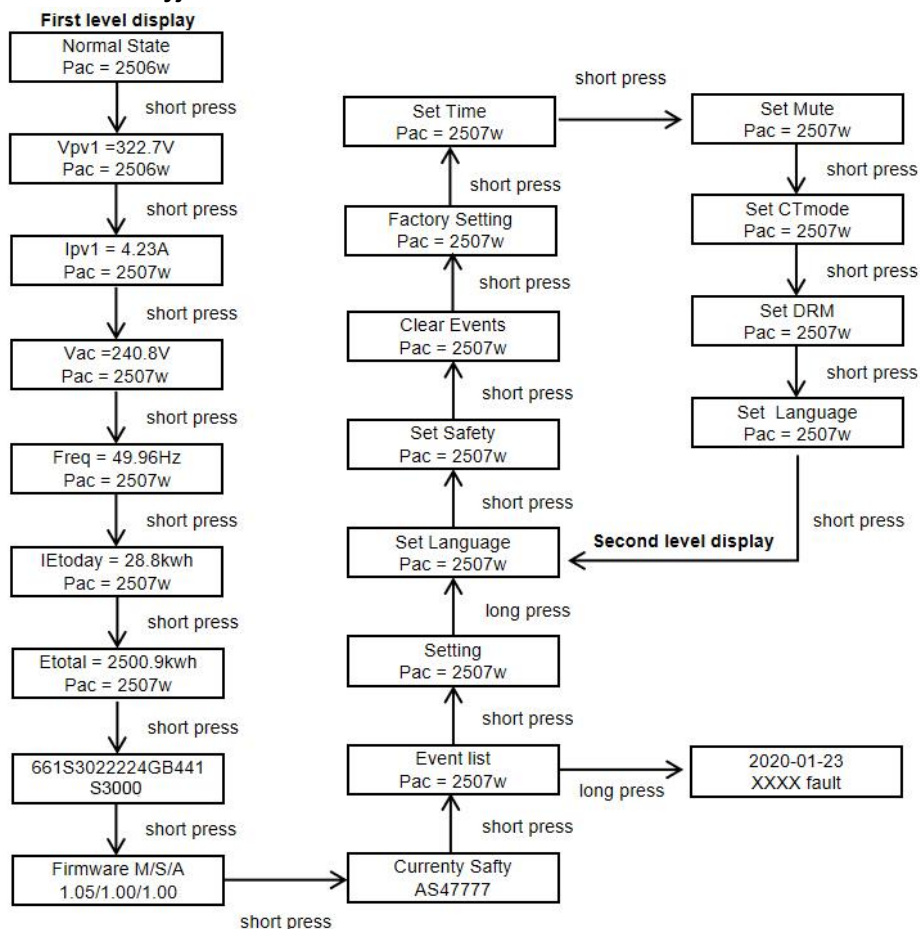 First level display
Normal State
Pac = 2506w
short press
Vpv1 =322.7V
Pac = 2506w
short press
Ipv1 = 4.23A
Pac = 2507w
short press
Vac =240.8V
Pac = 2507w
short press
Freq = 49.96Hz
Pac = 2507w
short press
IEtoday = 28.8kwh
Pac = 2507w
short press
Etotal = 2500.9kwh
Pac = 2507w
short press
661S3022224GB441
S3000
short press
Firmware M/S/A
1.05/1.00/1.00
short press
Currenty Safty
AS47777
short press
Event list
Pac = 2507w
long press
2020-01-23
XXXX fault
short press
Setting
Pac = 2507w
long press
Set Language
Pac = 2507w
short press
Set Safety
Pac = 2507w
short press
Clear Events
Pac = 2507w
short press
Factory Setting
Pac = 2507w
short press
Set Time
Pac = 2507w
short press
Set Mute
Pac = 2507w
short press
Set CTmode
Pac = 2507w
short press
Set DRM
Pac = 2507w
short press
Set Language
Pac = 2507w
short press
Second level display